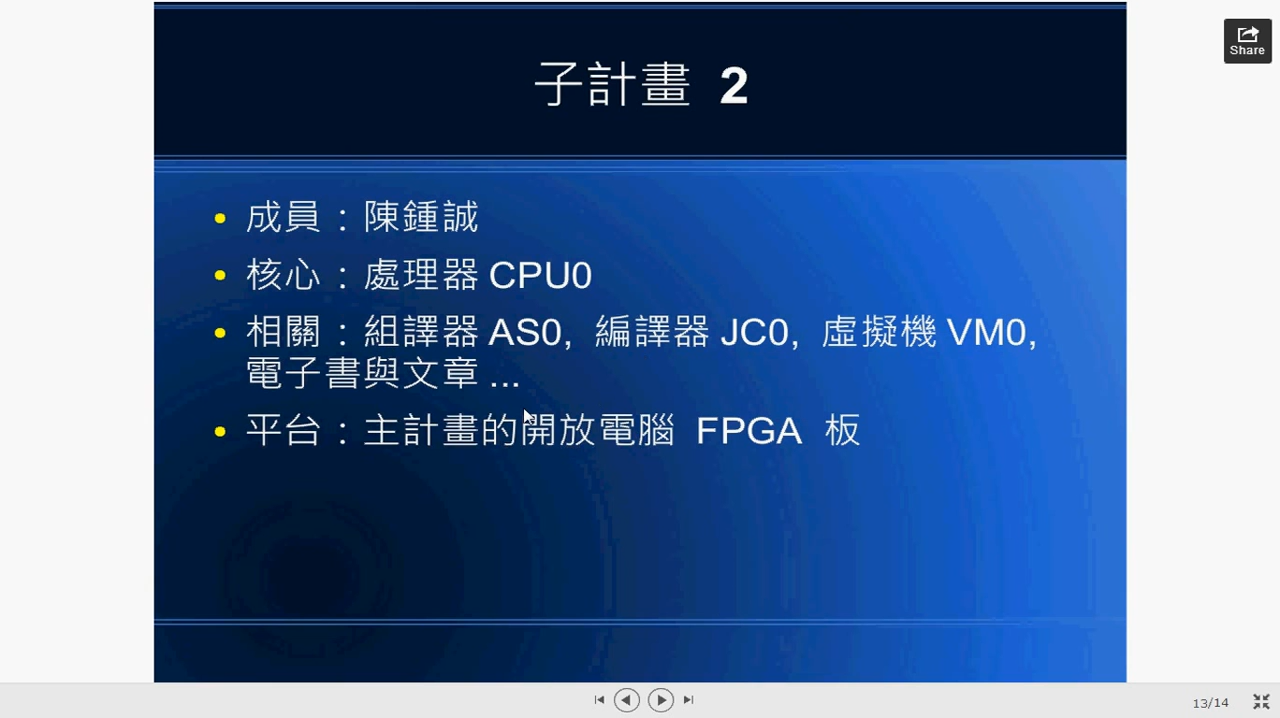 子計畫 2
Share
成員：陳鍾誠
核心：處理器 CPU0
相關：組譯器 AS0, 編譯器 JC0, 虛擬機 VM0,
電子書與文章 ...
平台：主計畫的開放電腦 FPGA 板
13/14